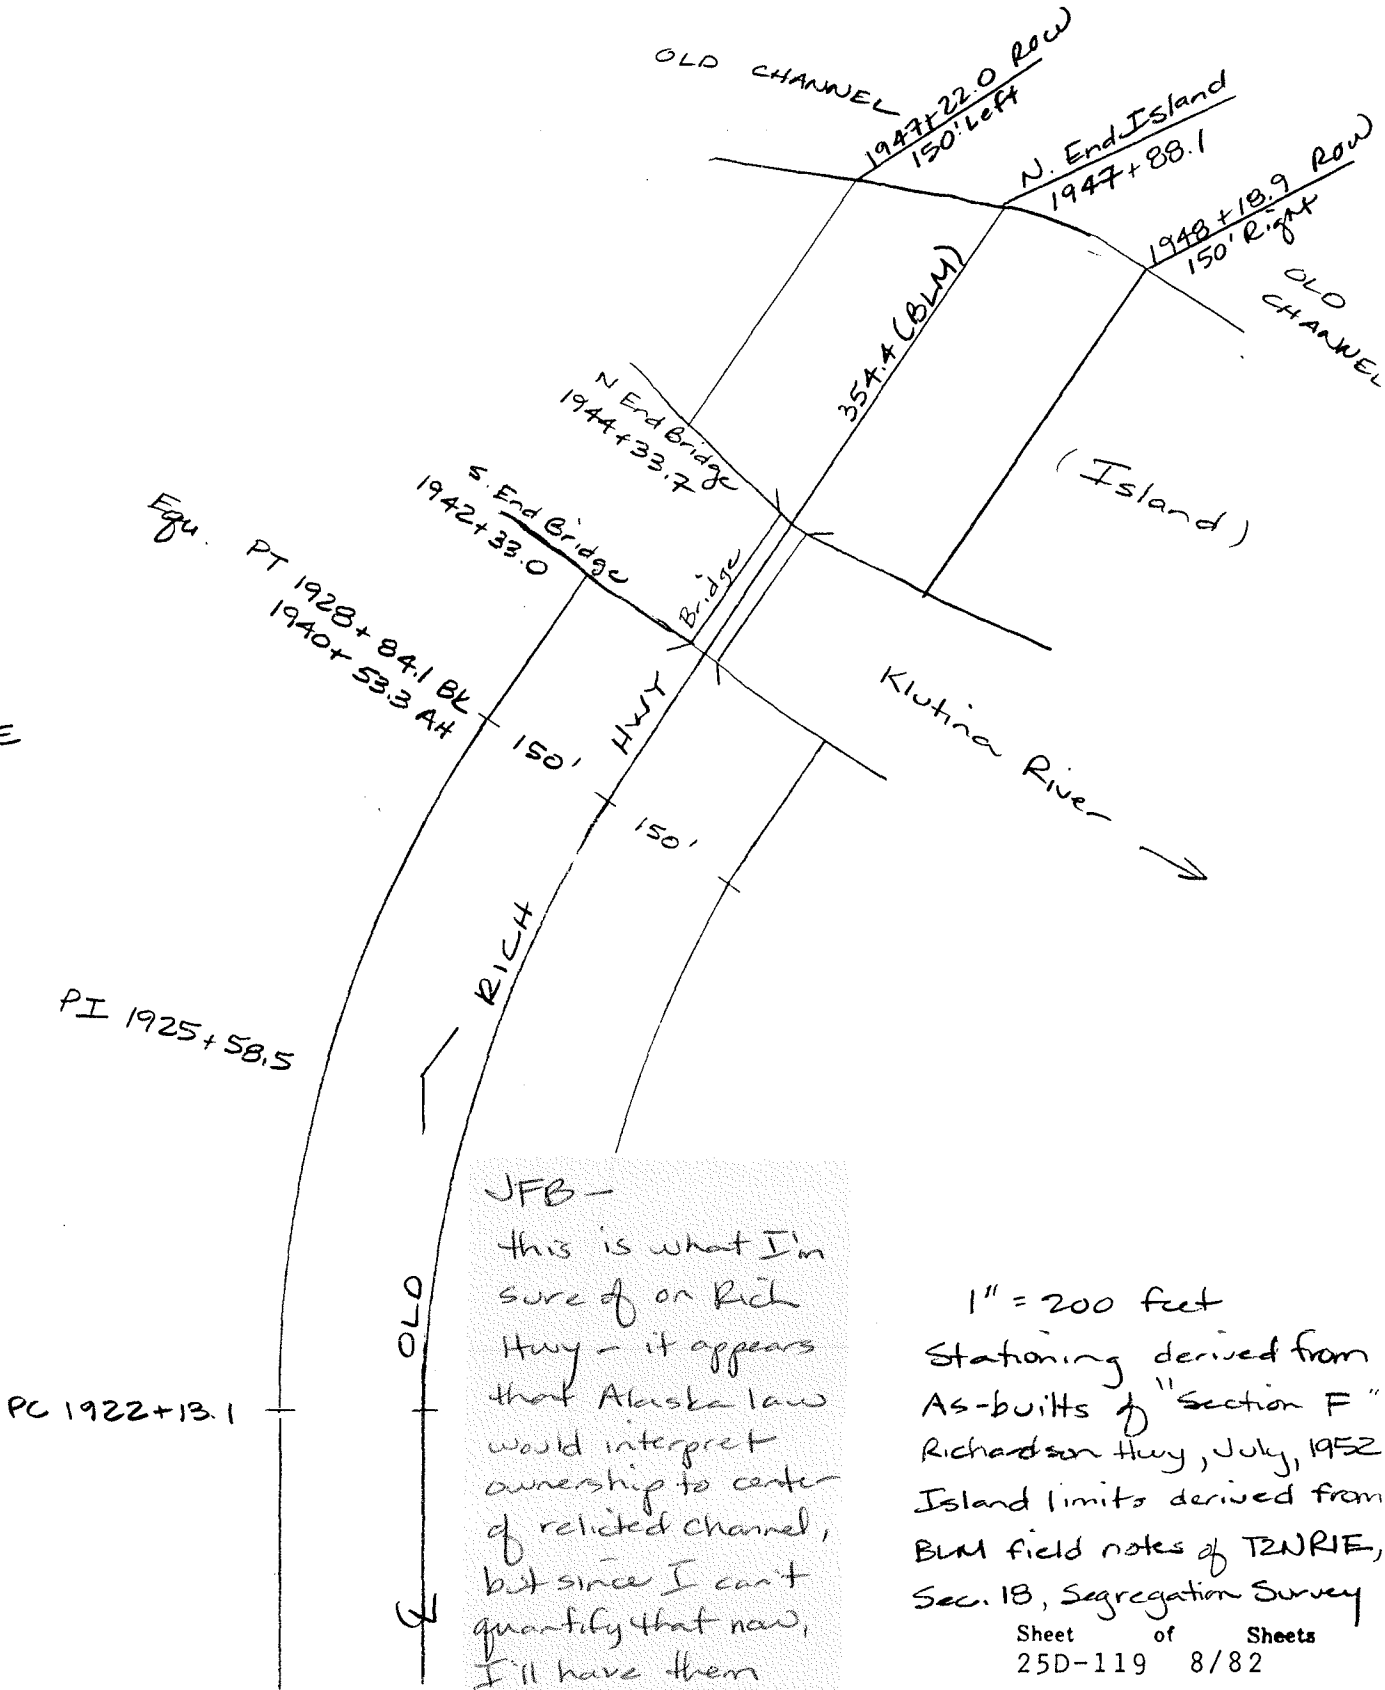 OLD CHANNEL
1947+22.0 ROW
150' Left
N. End Island
1947+88.1
1948+18.9 ROW
150' Right
OLD
CHANNEL
354.4 (BLM)
N End Bridge
1944+33.7
(Island)
S. End Bridge
1942+33.0
Bridge
Equ. PT 1928+84.1 BK
1940+53.3 AH
E
150'
HWY
150'
Klutina River
RICH
PI 1925+58.5
OLD
PC 1922+13.1
℄
JFB-
this is what I'm
sure of on Rich
Hwy - it appears
that Alaska law
would interpret
ownership to center
of relicted channel,
but since I can't
quantify that now,
I'll have them
1" = 200 feet
Stationing derived from
As-builts of "Section F"
Richardson Hwy, July, 1952
Island limits derived from
BLM field notes of T2NR1E,
Sec. 18, Segregation Survey
Sheet of Sheets
25D-119 8/82